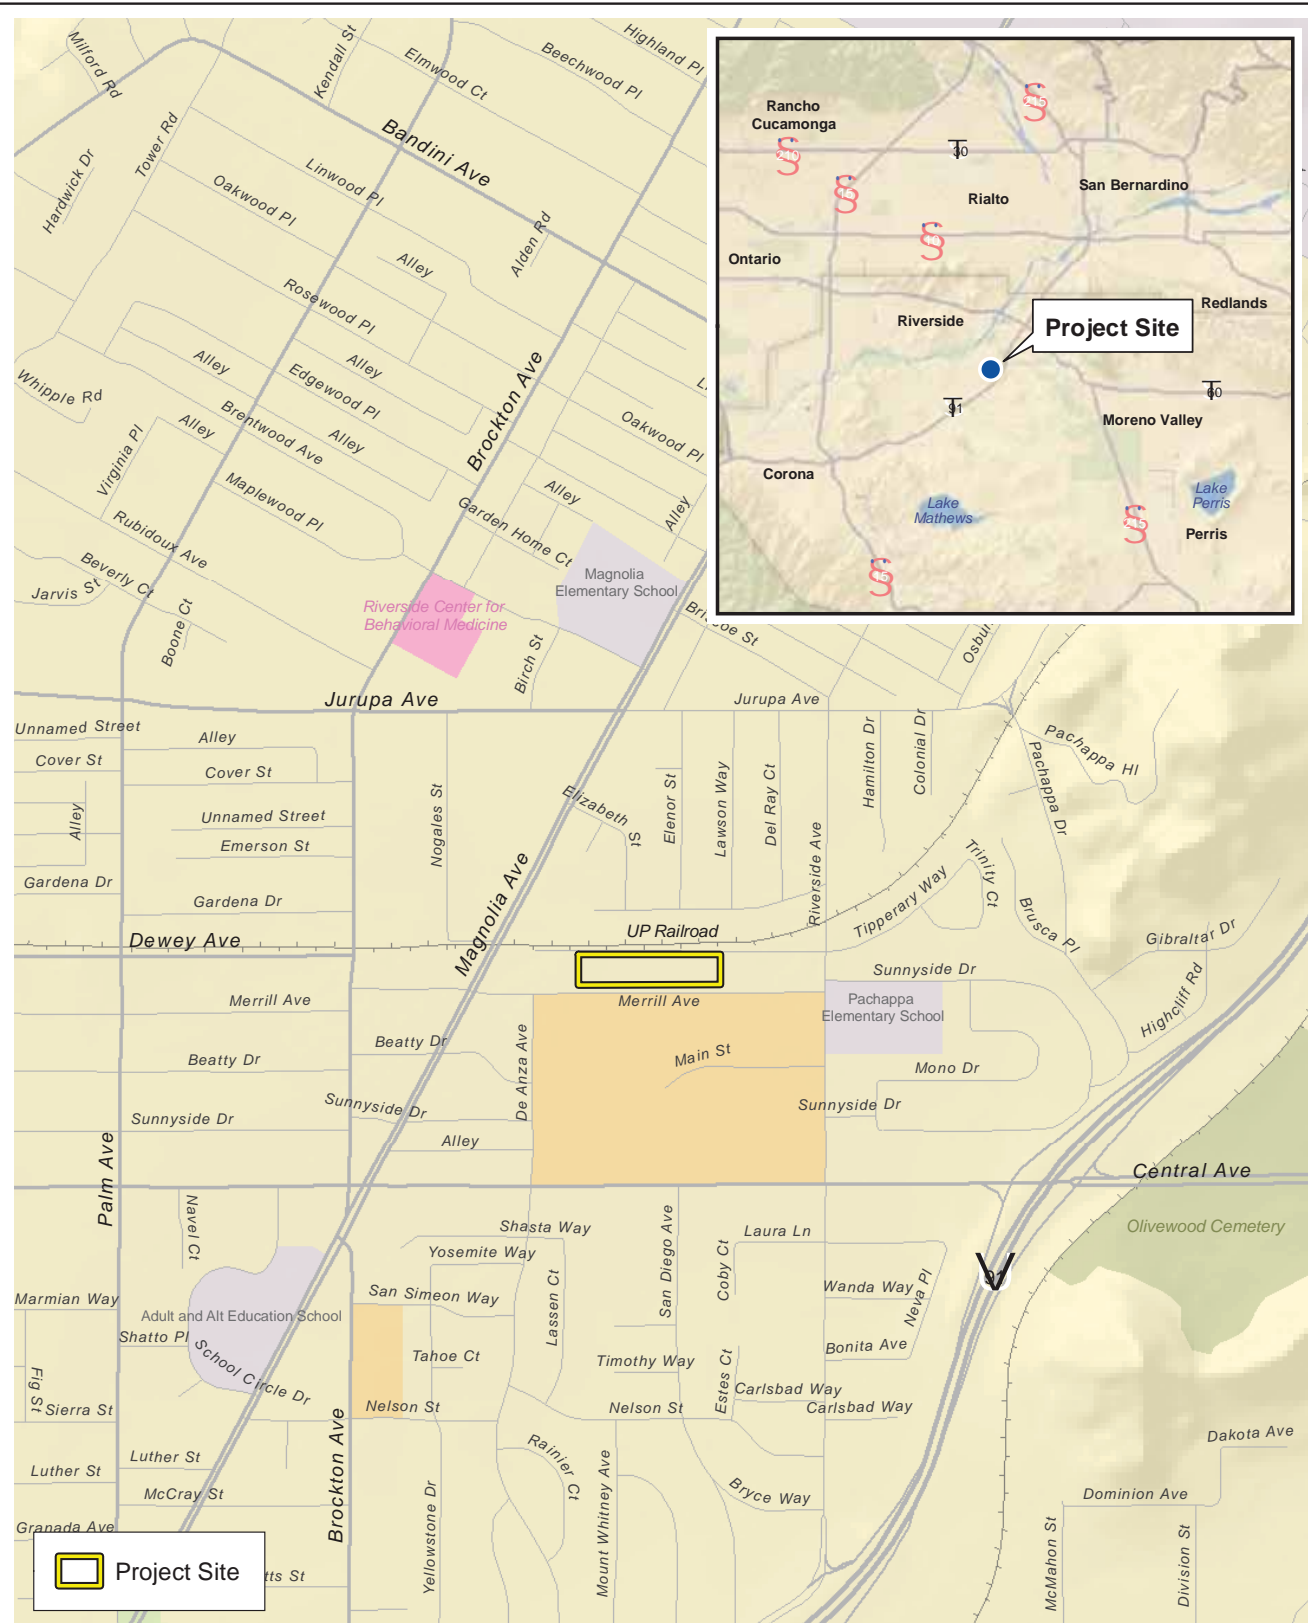 Milford Rd
Kendall St
Elmwood Ct
Beechwood Pl
Highland Pl
Tower Rd
Hardwick Dr
Bandini Ave
Linwood Pl
Oakwood Pl
Alden Rd
Alley
Rosewood Pl
Alley
Alley
Edgewood Pl
Brockton Ave
Whipple Rd
Brentwood Ave
Alley
Alley
Virginia Pl
Oakwood Pl
Maplewood Pl
Alley
Alley
Garden Home Ct
Rubidoux Ave
Beverly Ct
Jarvis St
Boone Ct
Magnolia
Elementary School
Riverside Center for
Behavioral Medicine
Birch St
Rancho
Cucamonga
215
210
30
15
Rialto
San Bernardino
10
Ontario
Redlands
Riverside
Project Site
60
91
Moreno Valley
Corona
Lake
Mathews
Lake
Perris
215
Perris
15
Jurupa Ave
Jurupa Ave
Unnamed Street
Alley
Cover St
Cover St
Alley
Unnamed Street
Emerson St
Gardena Dr
Gardena Dr
Nogales St
Elizabeth St
Elenor St
Lawson Way
Del Ray Ct
Hamilton Dr
Colonial Dr
Riverside Ave
Pachappa Hl
Pachappa Dr
Trinity Ct
Tipperary Way
Brusca Pl
Gibraltar Dr
Highcliff Rd
Magnolia Ave
Dewey Ave
UP Railroad
Sunnyside Dr
Merrill Ave
Merrill Ave
Pachappa
Elementary School
Beatty Dr
Beatty Dr
De Anza Ave
Main St
Mono Dr
Sunnyside Dr
Sunnyside Dr
Sunnyside Dr
Alley
Palm Ave
Central Ave
Navel Ct
Shasta Way
Yosemite Way
San Diego Ave
Coby Ct
Laura Ln
Olivewood Cemetery
91
Marmian Way
San Simeon Way
Lassen Ct
Wanda Way
Neva Pl
Adult and Alt Education School
Shatto Pl
School Circle Dr
Tahoe Ct
Timothy Way
Estes Ct
Bonita Ave
Fig St
Sierra St
Carlsbad Way
Carlsbad Way
Nelson St
Nelson St
Brockton Ave
Luther St
Luther St
Rainier Ct
Mount Whitney Ave
Dakota Ave
McCray St
Bryce Way
Dominion Ave
Granada Ave
Yellowstone Dr
McMahon St
Division St
Project Site